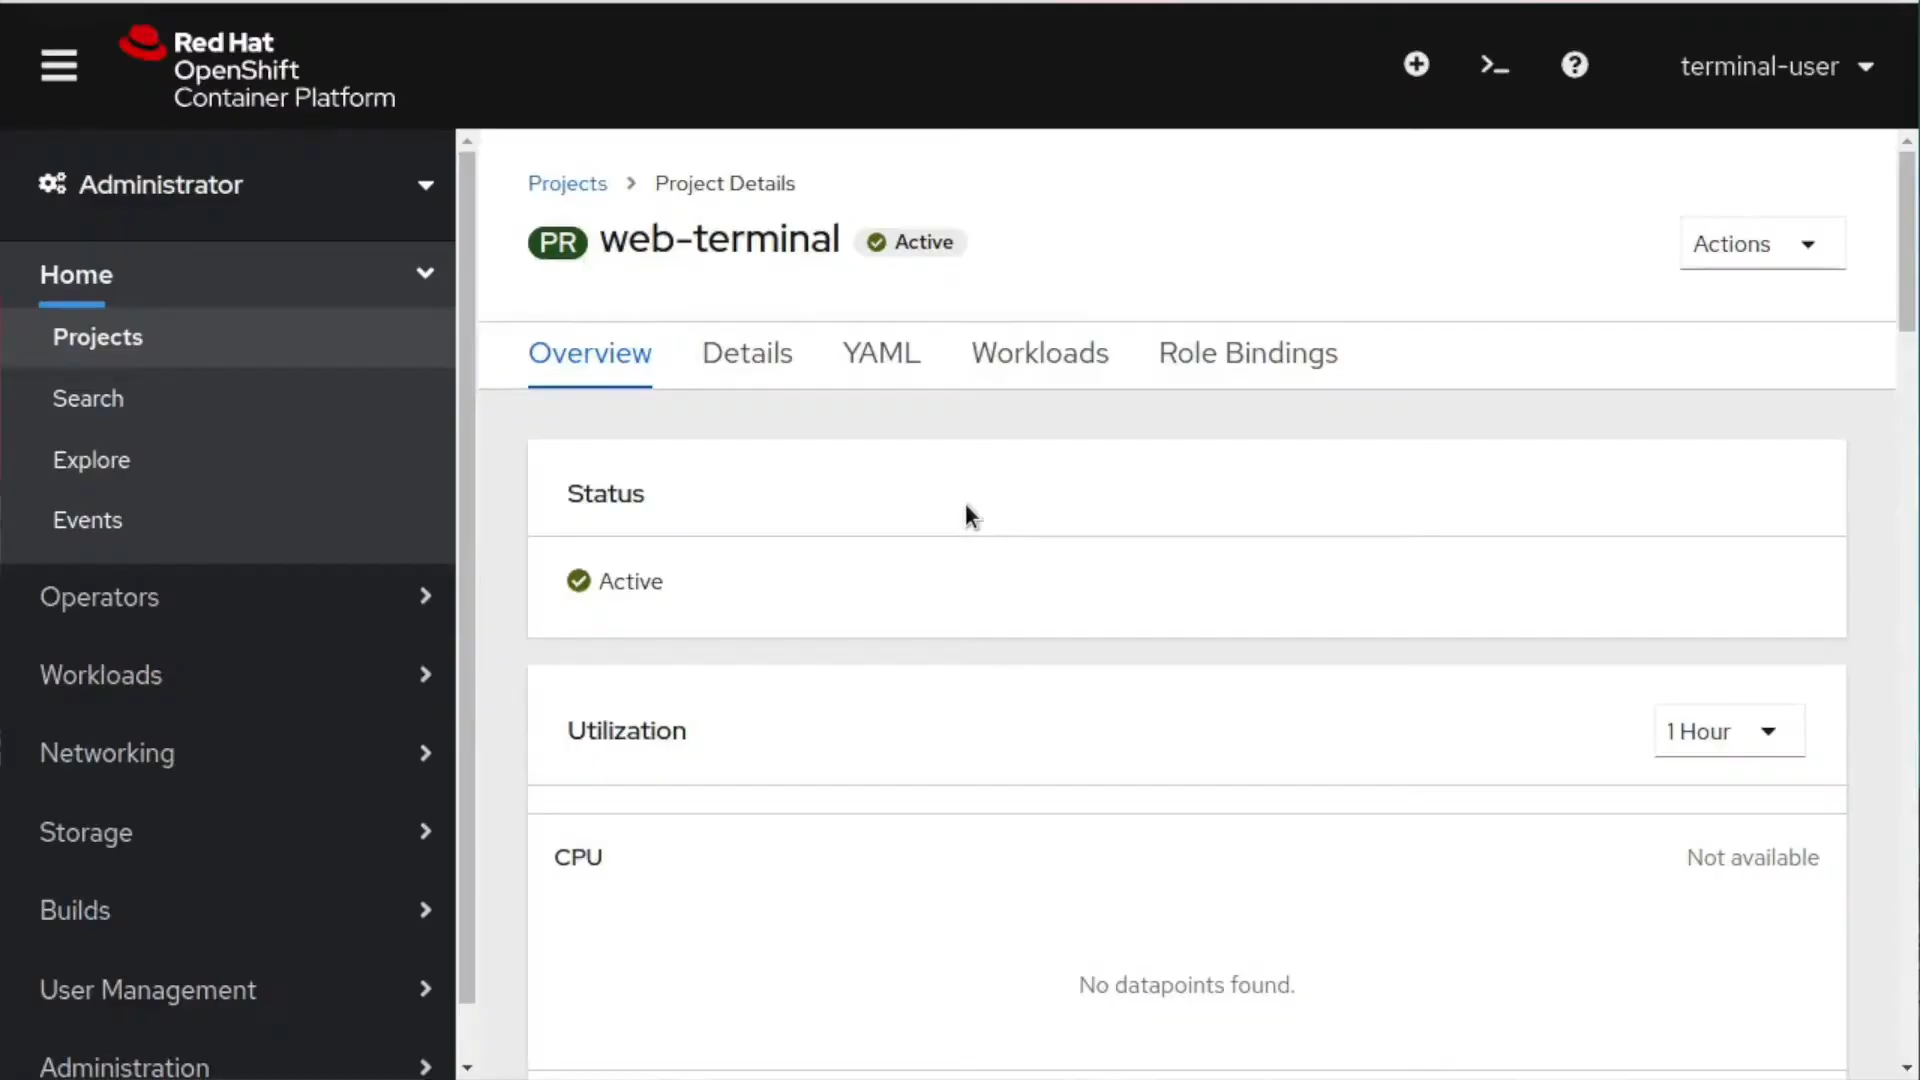 Red Hat
OpenShift
Container Platform
terminal-user
Administrator
Home
Projects
Search
Explore
Events
Operators
Workloads
Networking
Storage
Builds
User Management
Administration
Projects
Project Details
PR web-terminal
Active
Actions
Overview
Details
YAML
Workloads
Role Bindings
Status
Active
Utilization
1 Hour
CPU
Not available
No datapoints found.